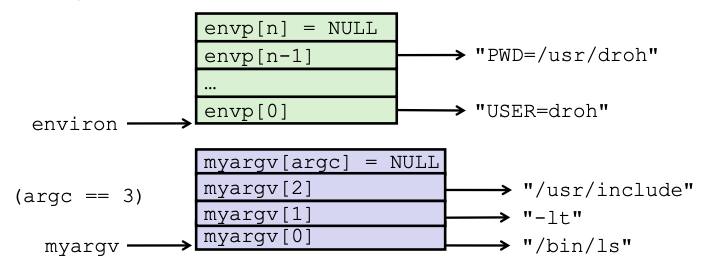 envp[n] = NULL
envp[n-1] "PWD=/usr/droh"
…
envp[0] "USER=droh"
environ
myargv[argc] = NULL
myargv[2] "/usr/include"
(argc == 3)
myargv[1] "-lt"
myargv[0] "/bin/ls"
myargv